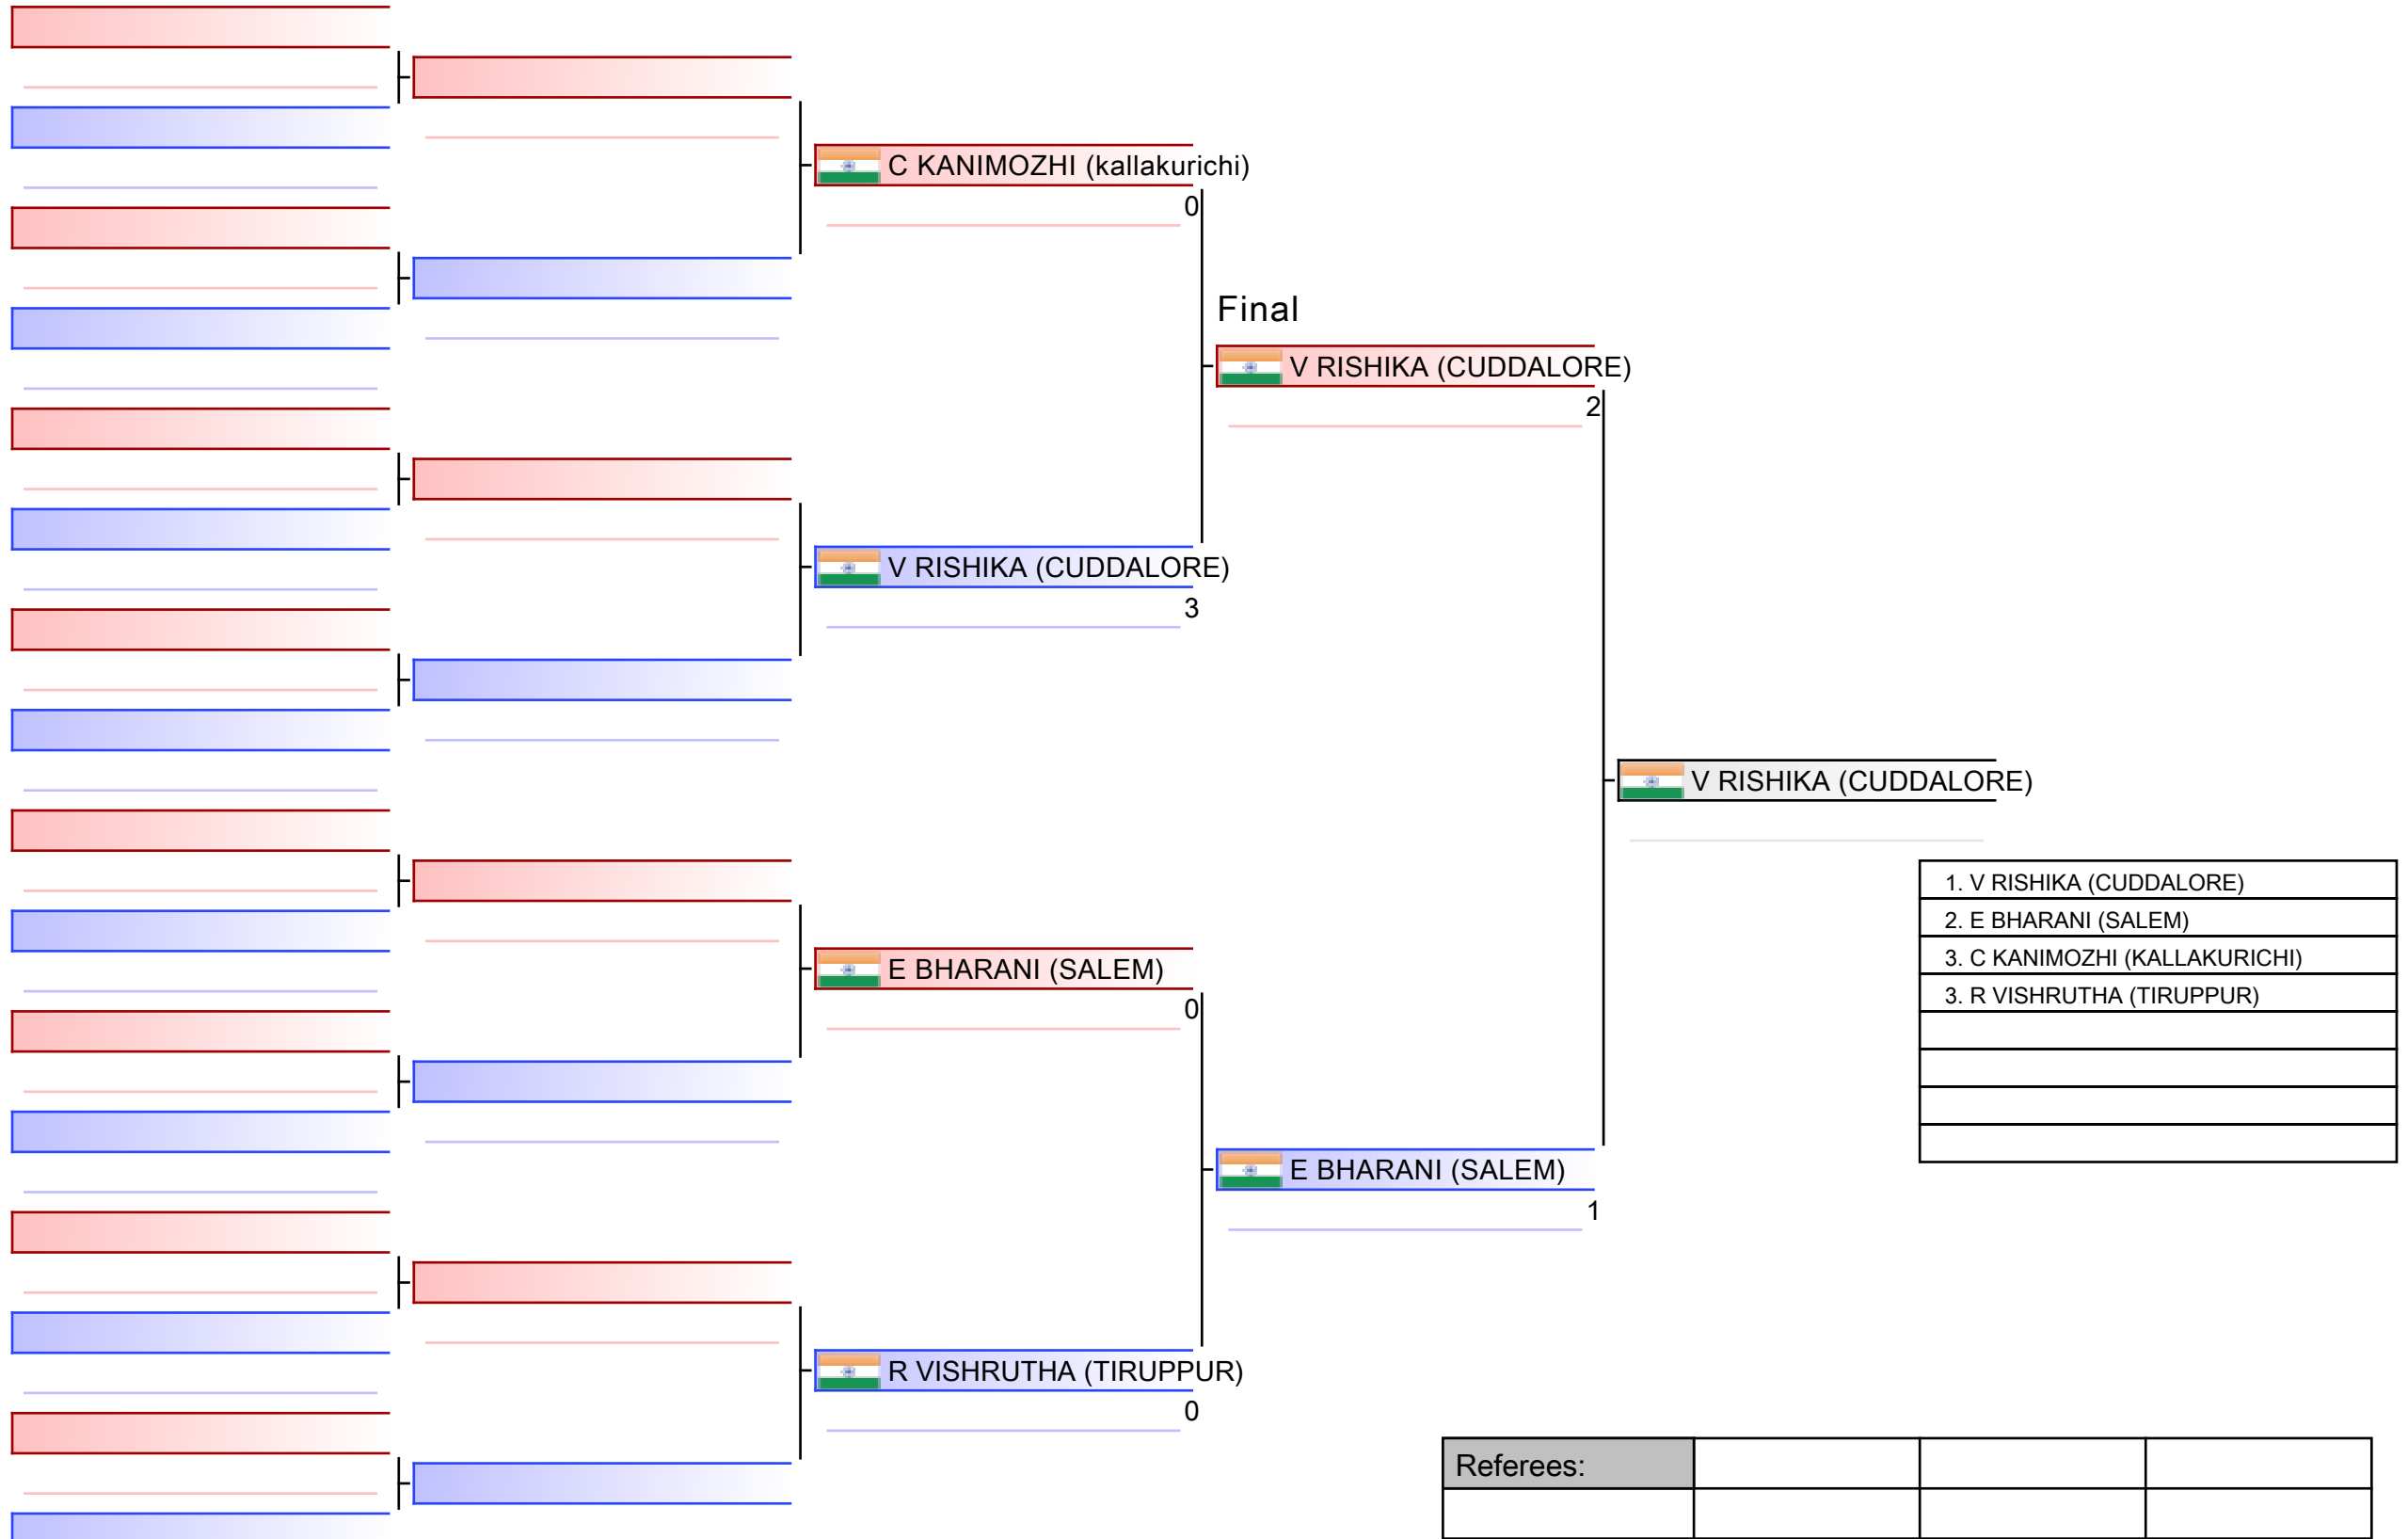 C KANIMOZHI (kallakurichi)
0
Final
V RISHIKA (CUDDALORE)
2
V RISHIKA (CUDDALORE)
3
V RISHIKA (CUDDALORE)
1. V RISHIKA (CUDDALORE)
2. E BHARANI (SALEM)
3. C KANIMOZHI (KALLAKURICHI)
3. R VISHRUTHA (TIRUPPUR)
E BHARANI (SALEM)
0
E BHARANI (SALEM)
1
R VISHRUTHA (TIRUPPUR)
0
Referees: